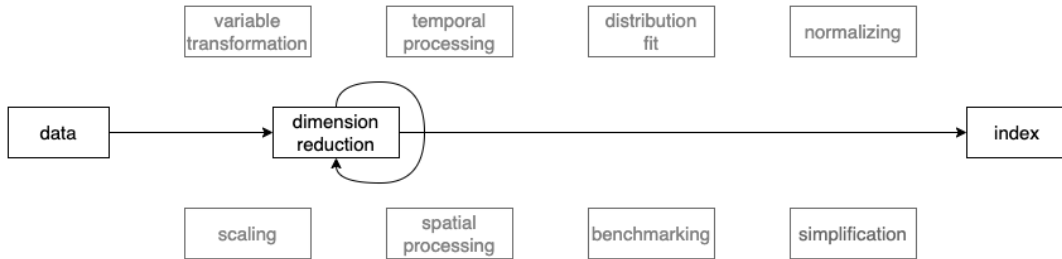 variable
transformation
temporal
processing
distribution
fit
normalizing
data
dimension
reduction
index
scaling
spatial
processing
benchmarking
simplification